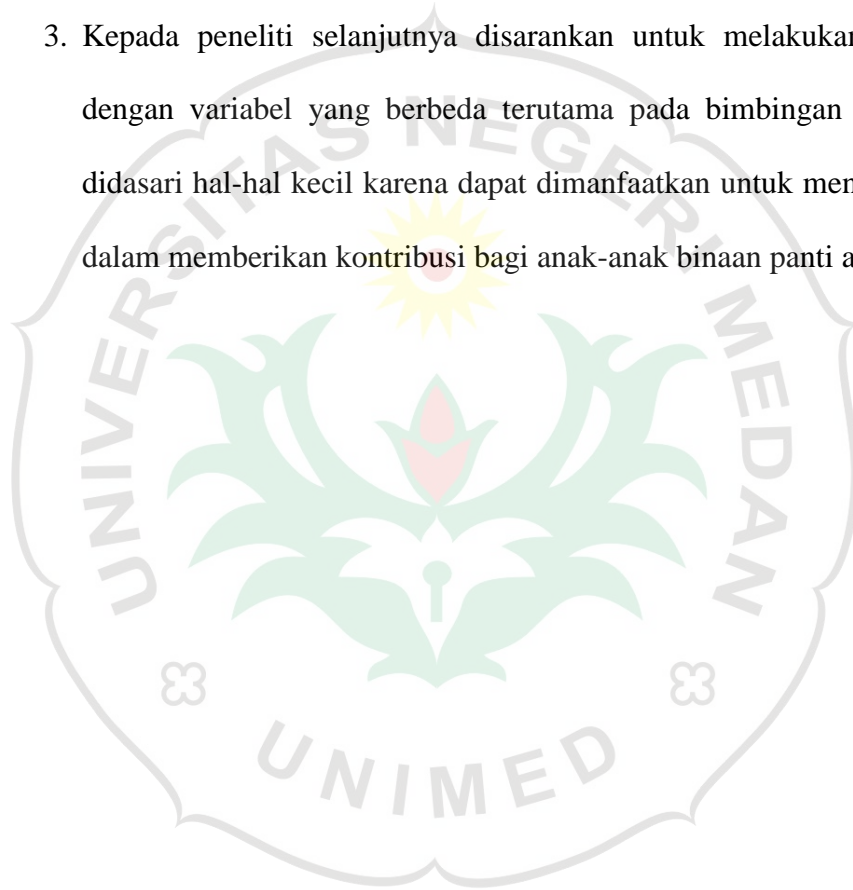 3. Kepada peneliti selanjutnya disarankan untuk melakukan
dengan variabel yang berbeda terutama pada bimbingan
didasari hal-hal kecil karena dapat dimanfaatkan untuk
dalam memberikan kontribusi bagi anak-anak binaan panti
UNIVERSITAS NEGERI MEDAN
UNIMED